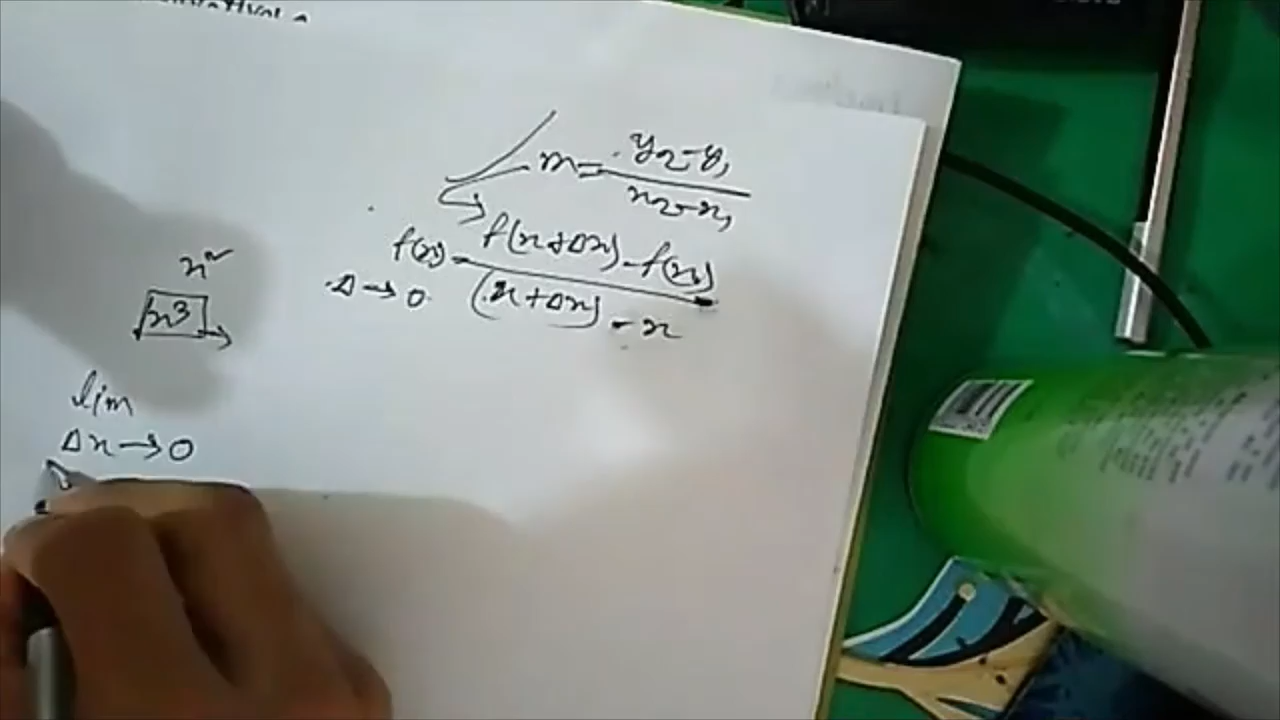 m = y₂-y₁
x₂-x₁
f(x+Δx) - f(x)
f(x)
(x+Δx) - x
Δ → 0
x²
x³
lim
Δx → 0